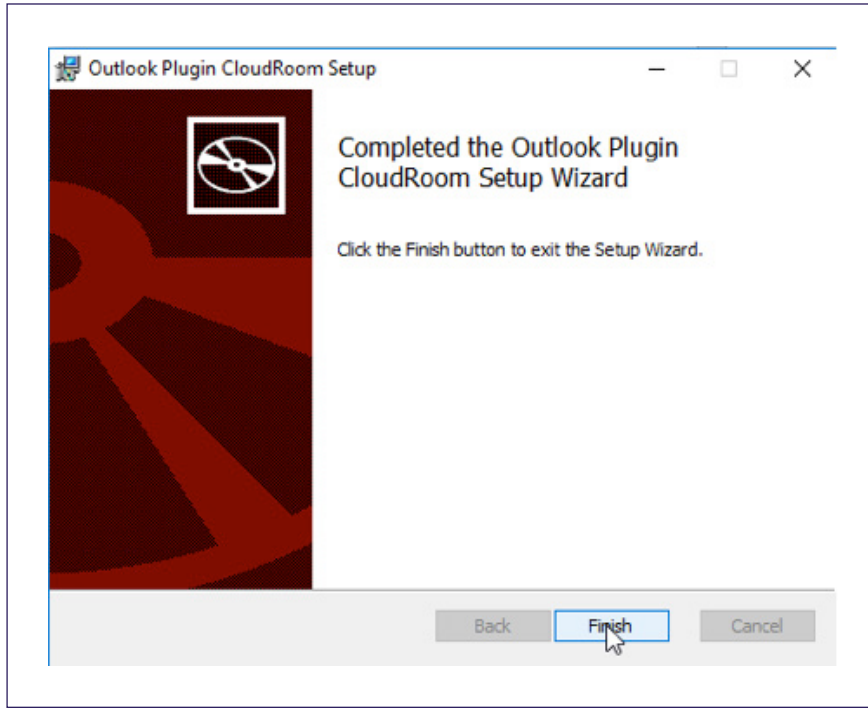 Outlook Plugin CloudRoom Setup
Completed the Outlook Plugin
CloudRoom Setup Wizard
Click the Finish button to exit the Setup Wizard.
Back
Finish
Cancel